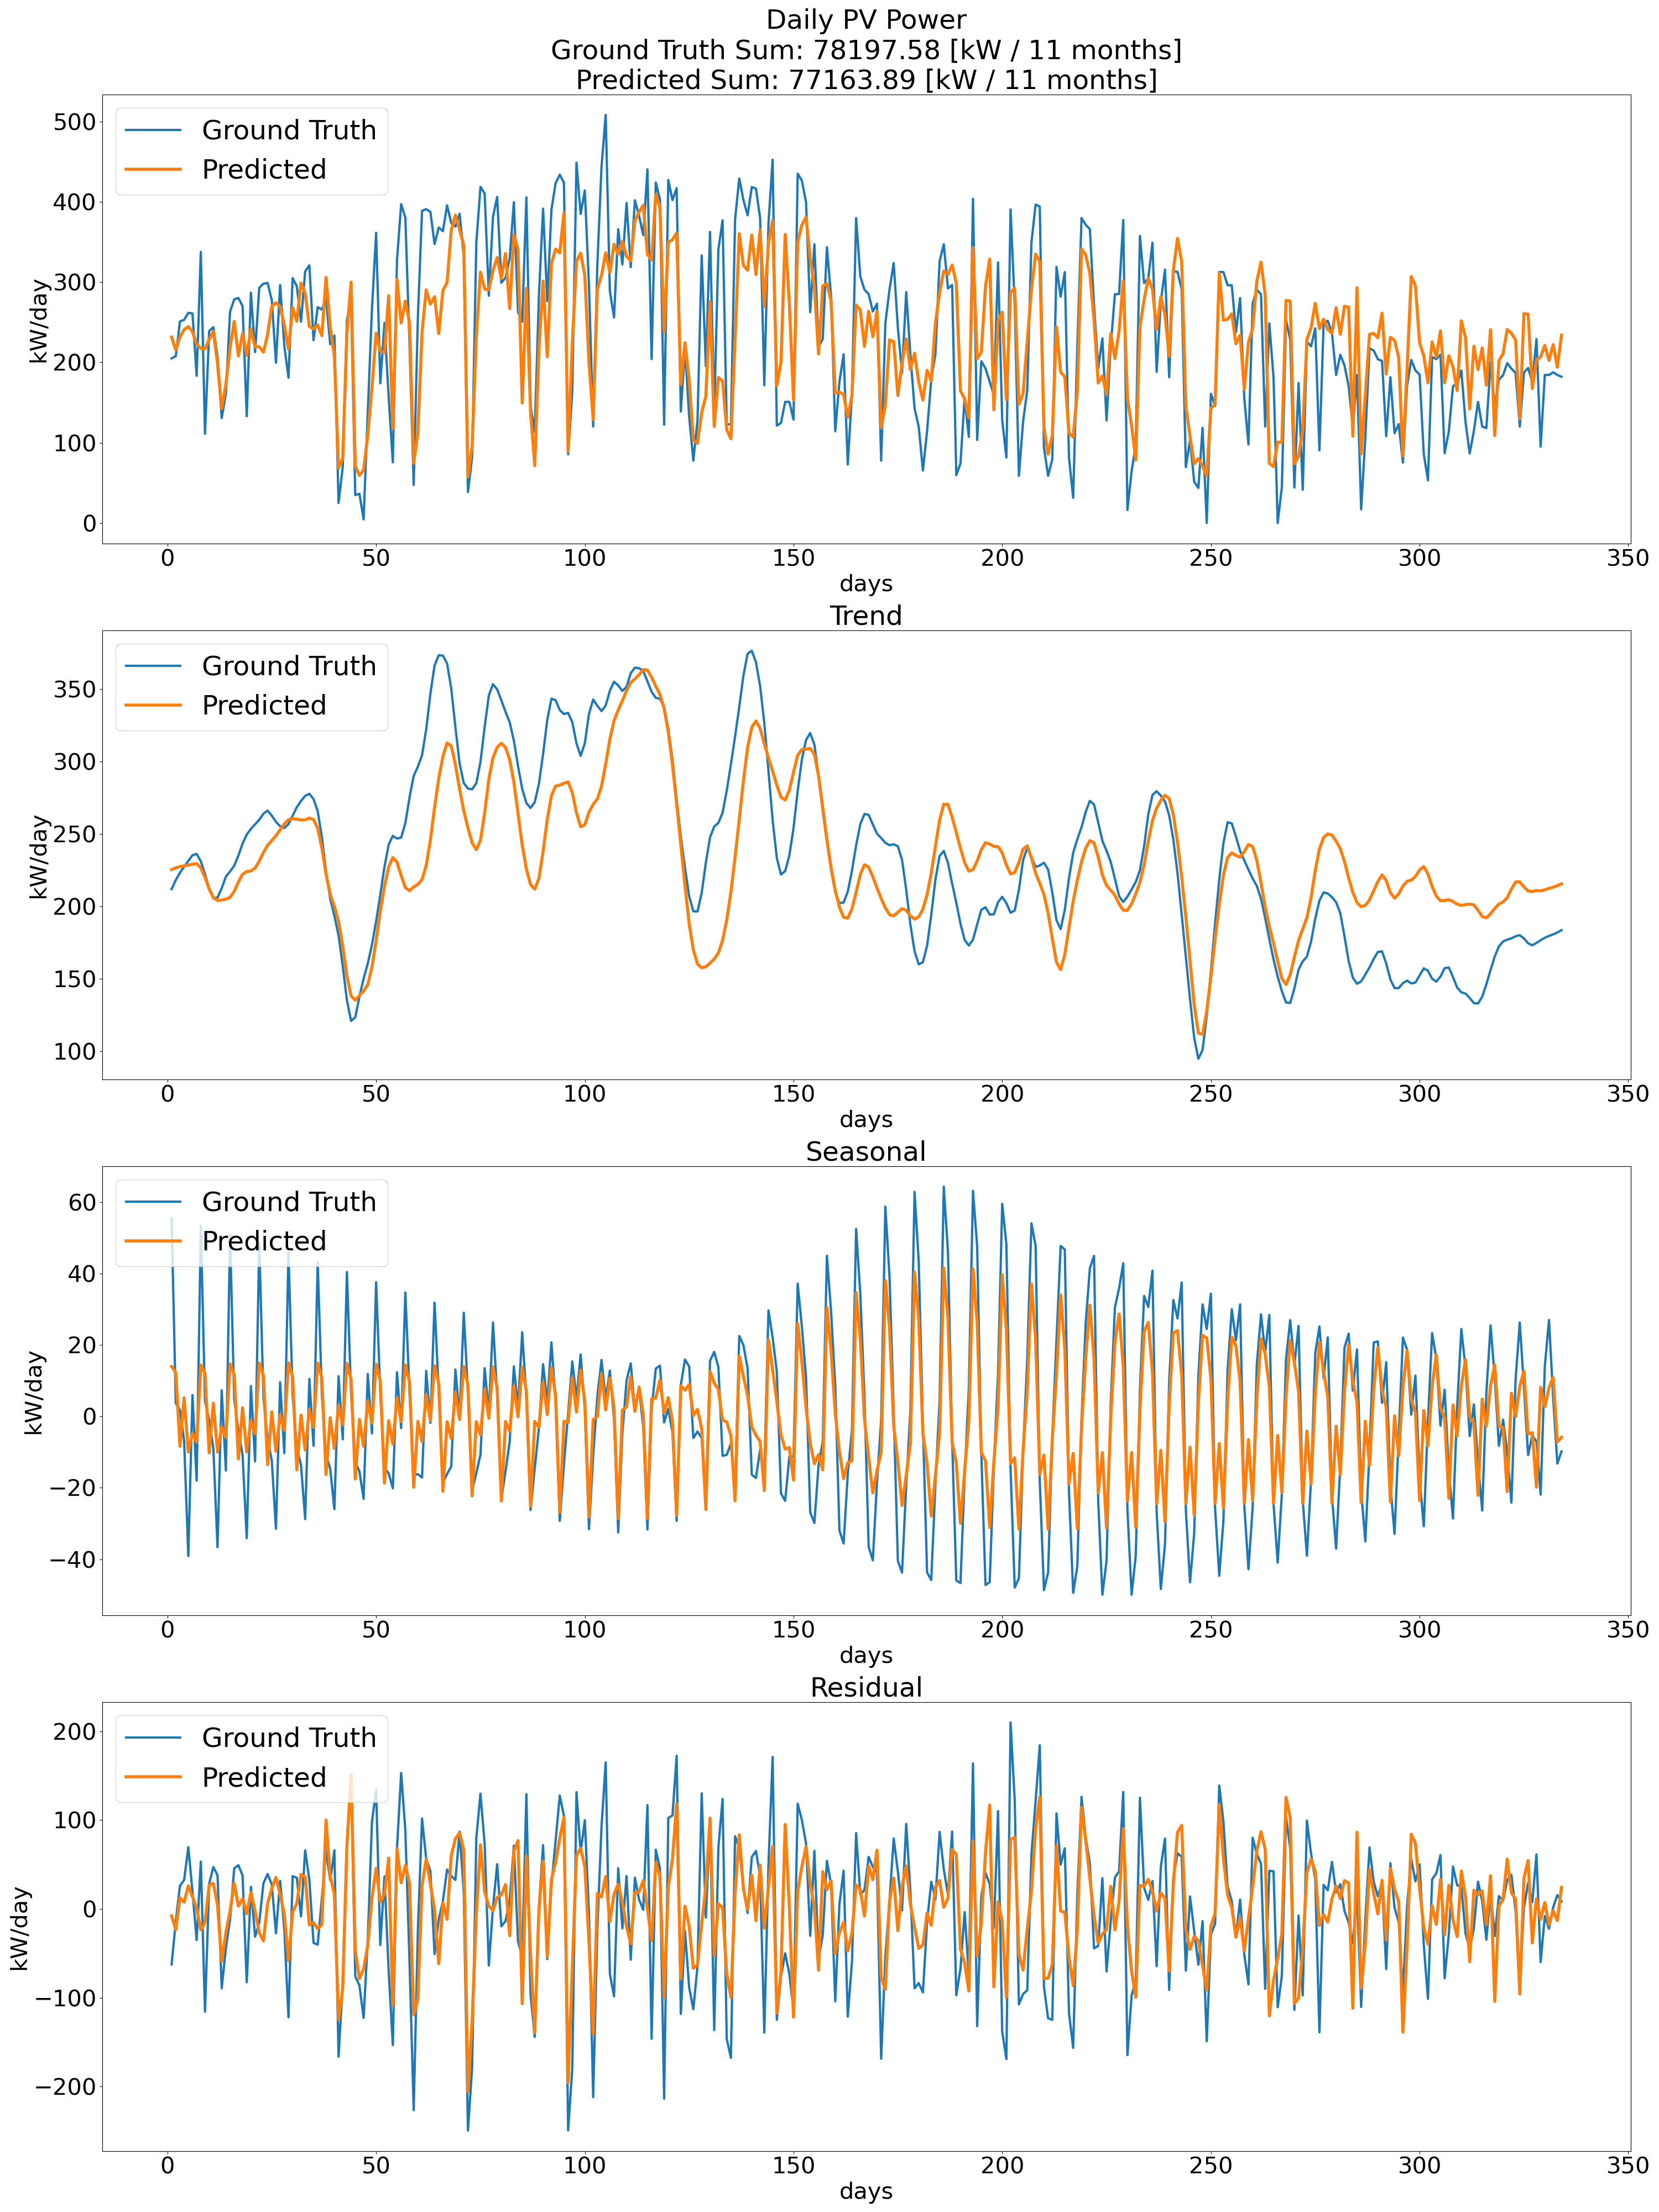 Daily PV Power
Ground Truth Sum: 78197.58 [kW / 11 months]
Predicted Sum: 77163.89 [kW / 11 months]
Ground Truth
Predicted
kW/day
500
400
300
200
100
0
0 50 100 150 200 250 300 350
days
Trend
Ground Truth
Predicted
kW/day
350
300
250
200
150
100
0 50 100 150 200 250 300 350
days
Seasonal
Ground Truth
Predicted
kW/day
60
40
20
0
−20
−40
0 50 100 150 200 250 300 350
days
Residual
Ground Truth
Predicted
kW/day
200
100
0
−100
−200
0 50 100 150 200 250 300 350
days